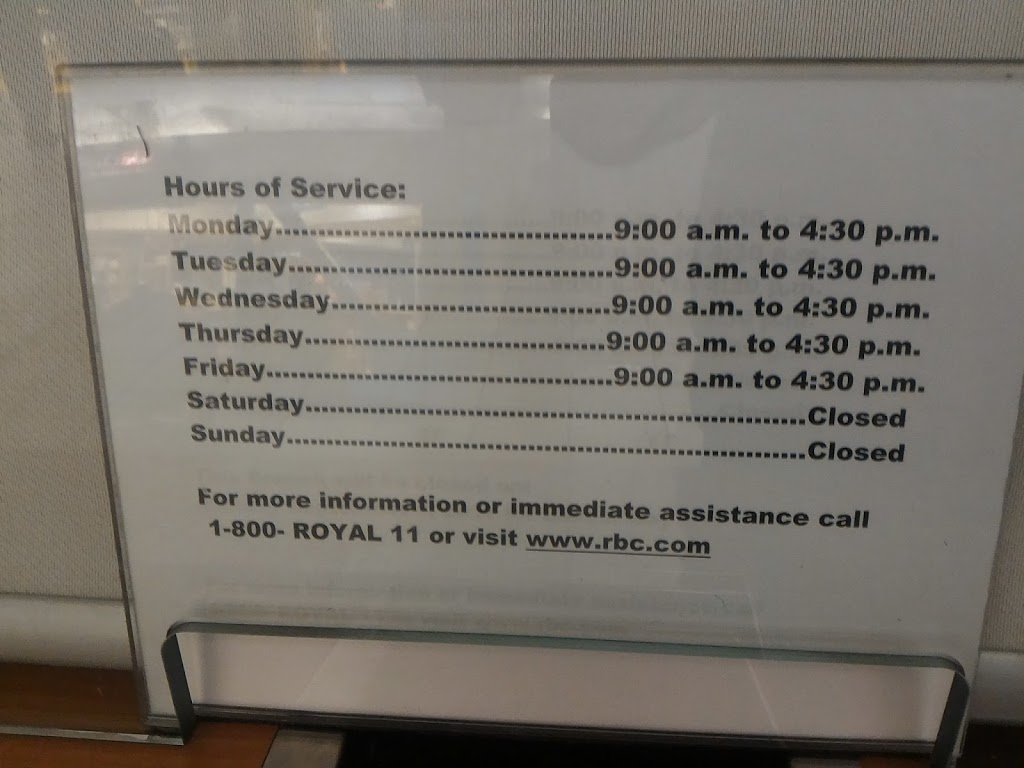 Hours of Service:
Monday........................................9:00 a.m. to 4:30 p.m.
Tuesday......................................9:00 a.m. to 4:30 p.m.
Wednesday.................................9:00 a.m. to 4:30 p.m.
Thursday...................................9:00 a.m. to 4:30 p.m.
Friday.........................................9:00 a.m. to 4:30 p.m.
Saturday...........................................................Closed
Sunday.............................................................Closed
For more information or immediate assistance call
1-800- ROYAL 11 or visit www.rbc.com